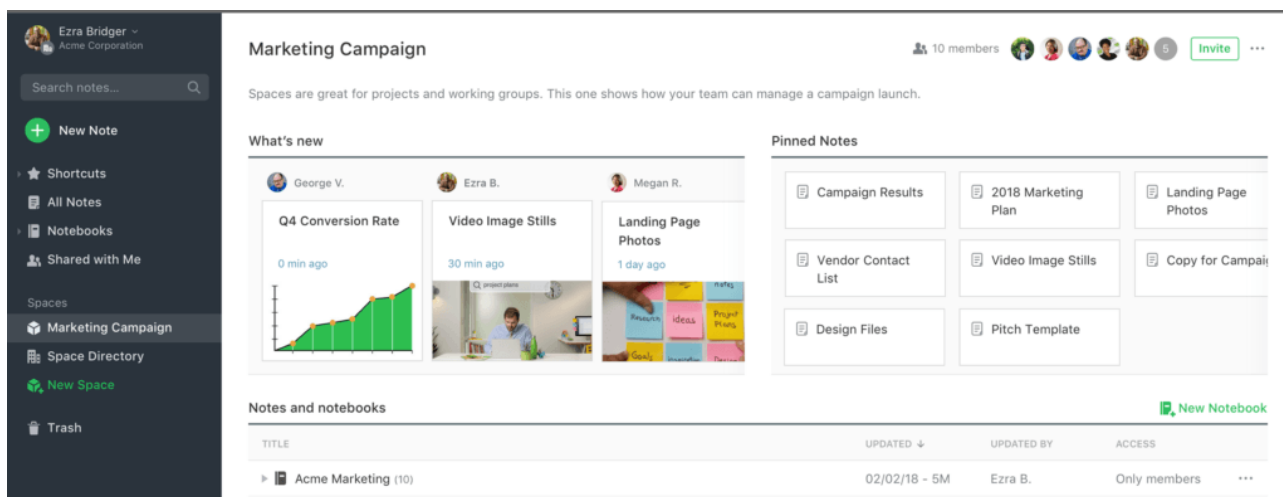 Ezra Bridger
Acme Corporation
Search notes...
New Note
Shortcuts
All Notes
Notebooks
Shared with Me
Spaces
Marketing Campaign
Space Directory
New Space
Trash
Marketing Campaign
10 members
5
Invite
Spaces are great for projects and working groups. This one shows how your team can manage a campaign launch.
What's new
George V.
Q4 Conversion Rate
0 min ago
Ezra B.
Video Image Stills
30 min ago
project plans
Megan R.
Landing Page
Photos
1 day ago
Notes
Research
ideas
Project
Plans
Goals
Pinned Notes
Campaign Results
2018 Marketing
Plan
Landing Page
Photos
Vendor Contact
List
Video Image Stills
Copy for Campaig
Design Files
Pitch Template
Notes and notebooks
New Notebook
TITLE
UPDATED
UPDATED BY
ACCESS
Acme Marketing (10)
02/02/18 - 5M
Ezra B.
Only members